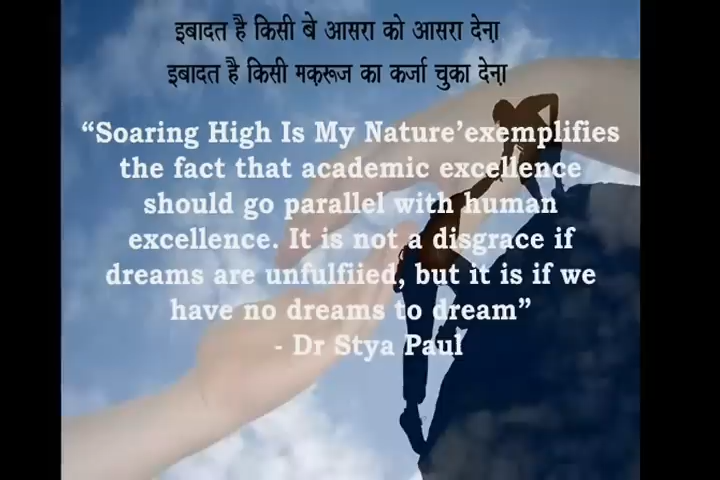 इबादत है किसी बे आसरा को आसरा देना़
इबादत है किसी मक़रूज का कर्जा चुका देना़
“Soaring High Is My Nature’exemplifies
the fact that academic excellence
should go parallel with human
excellence. It is not a disgrace if
dreams are unfulfiied, but it is if we
have no dreams to dream”
- Dr Stya Paul